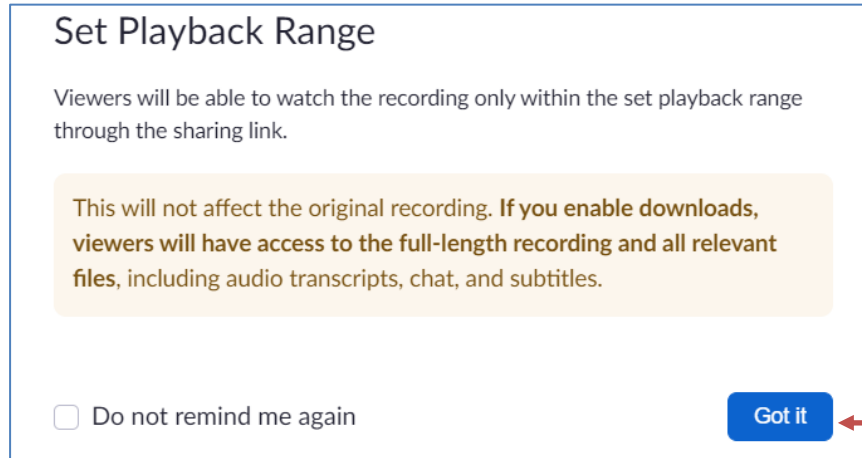 Set Playback Range
Viewers will be able to watch the recording only within the set playback range
through the sharing link.
This will not affect the original recording. If you enable downloads,
viewers will have access to the full-length recording and all relevant
files, including audio transcripts, chat, and subtitles.
Do not remind me again
Got it